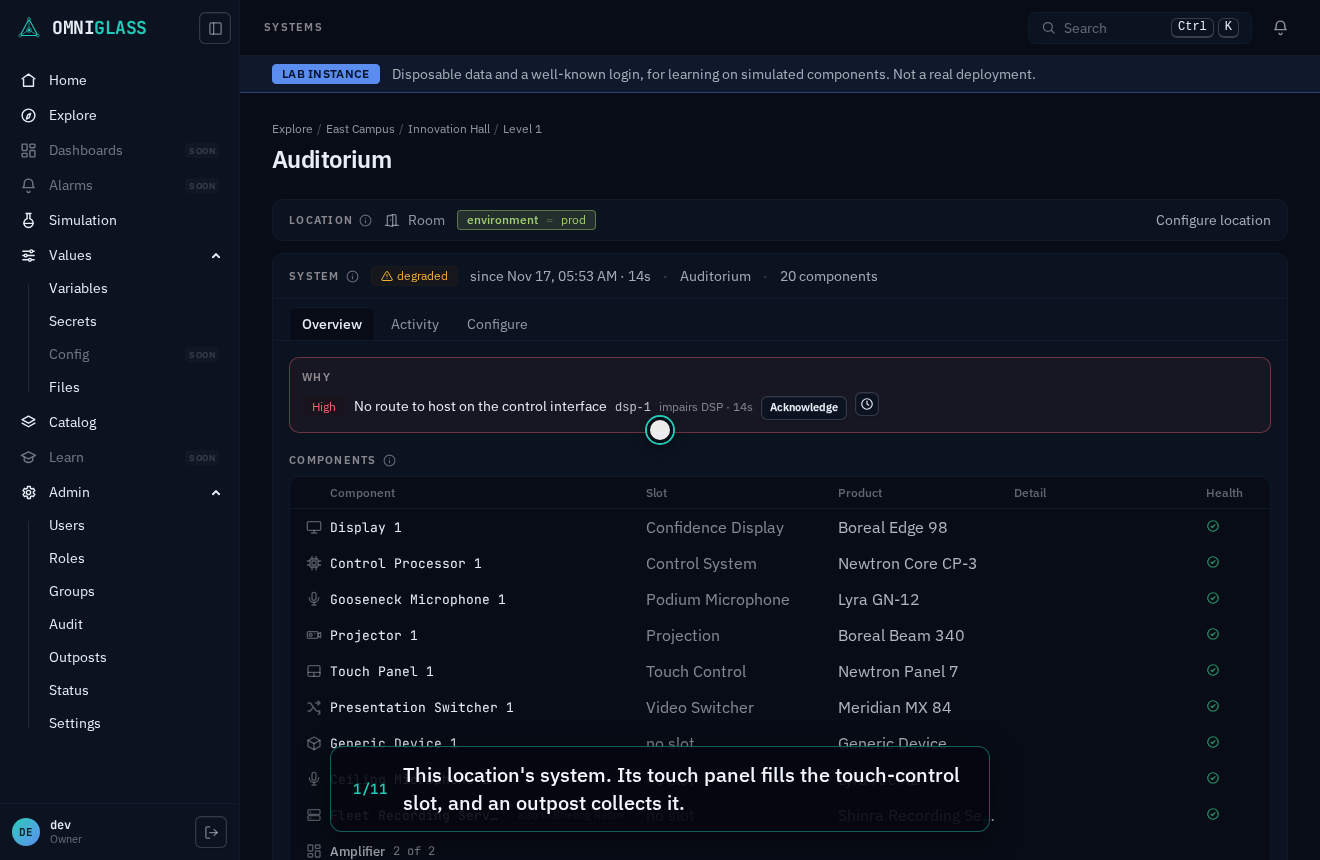 OMNIGLASS
SYSTEMS
Search
Ctrl K
LAB INSTANCE Disposable data and a well-known login, for learning on simulated components. Not a real deployment.
Home
Explore
Dashboards SOON
Alarms SOON
Simulation
Values
Variables
Secrets
Config SOON
Files
Catalog
Learn SOON
Admin
Users
Roles
Groups
Audit
Outposts
Status
Settings
DE dev
Owner
Explore / East Campus / Innovation Hall / Level 1
Auditorium
LOCATION Room environment = prod Configure location
SYSTEM degraded since Nov 17, 05:53 AM · 14s · Auditorium · 20 components
Overview Activity Configure
WHY
High No route to host on the control interface dsp-1 impairs DSP · 14s Acknowledge
COMPONENTS
Component Slot Product Detail Health
Display 1 Confidence Display Boreal Edge 98
Control Processor 1 Control System Newtron Core CP-3
Gooseneck Microphone 1 Podium Microphone Lyra GN-12
Projector 1 Projection Boreal Beam 340
Touch Panel 1 Touch Control Newtron Panel 7
Presentation Switcher 1 Video Switcher Meridian MX 84
Generic Device 1 no slot Generic Device
1/11 This location's system. Its touch panel fills the touch-control
slot, and an outpost collects it.
Fleet Recording Serv… no slot Shinra Recording Se…
Amplifier 2 of 2